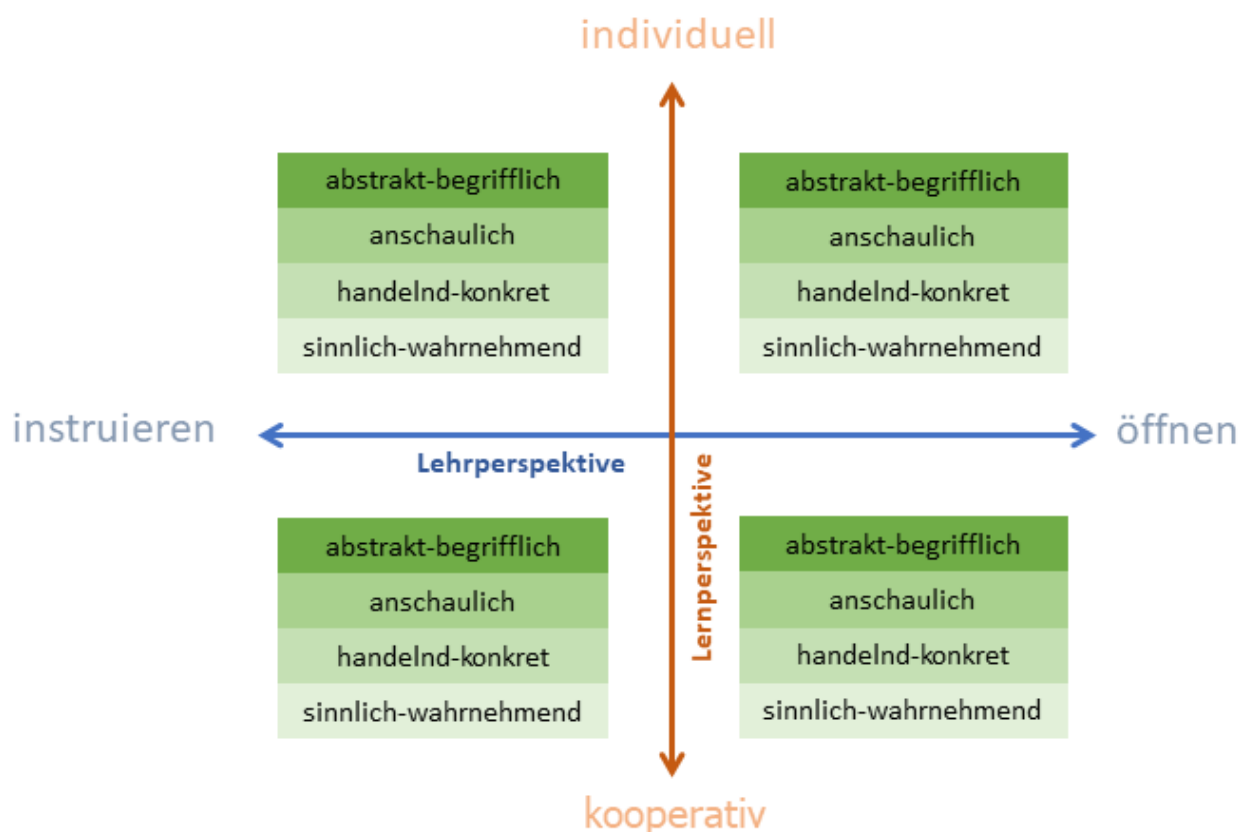 individuell
abstrakt-begrifflich
anschaulich
handelnd-konkret
sinnlich-wahrnehmend
abstrakt-begrifflich
anschaulich
handelnd-konkret
sinnlich-wahrnehmend
instruieren
öffnen
Lehrperspektive
Lernperspektive
abstrakt-begrifflich
anschaulich
handelnd-konkret
sinnlich-wahrnehmend
abstrakt-begrifflich
anschaulich
handelnd-konkret
sinnlich-wahrnehmend
kooperativ